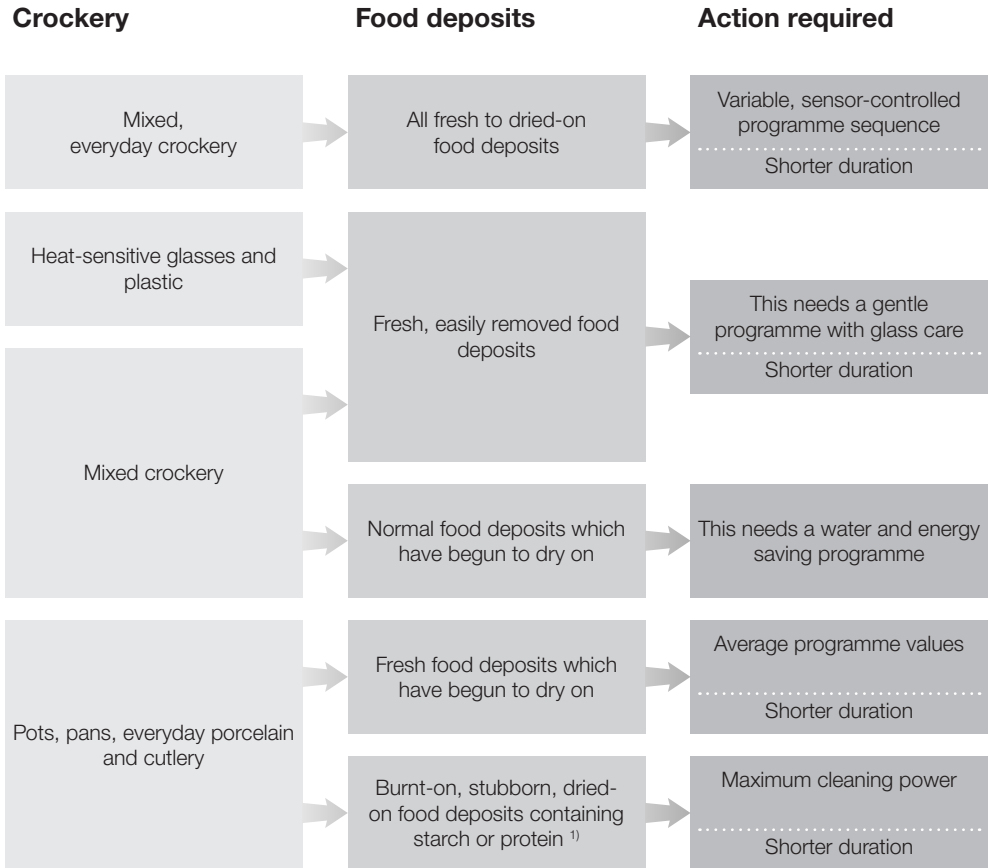 Crockery
Food deposits
Action required
Mixed,
everyday crockery
All fresh to dried-on
food deposits
Variable, sensor-controlled
programme sequence
Shorter duration
Heat-sensitive glasses and
plastic
Fresh, easily removed food
deposits
This needs a gentle
programme with glass care
Shorter duration
Mixed crockery
Normal food deposits which
have begun to dry on
This needs a water and energy
saving programme
Pots, pans, everyday porcelain
and cutlery
Fresh food deposits which
have begun to dry on
Average programme values
Shorter duration
Burnt-on, stubborn, dried-
on food deposits containing
starch or protein 1)
Maximum cleaning power
Shorter duration